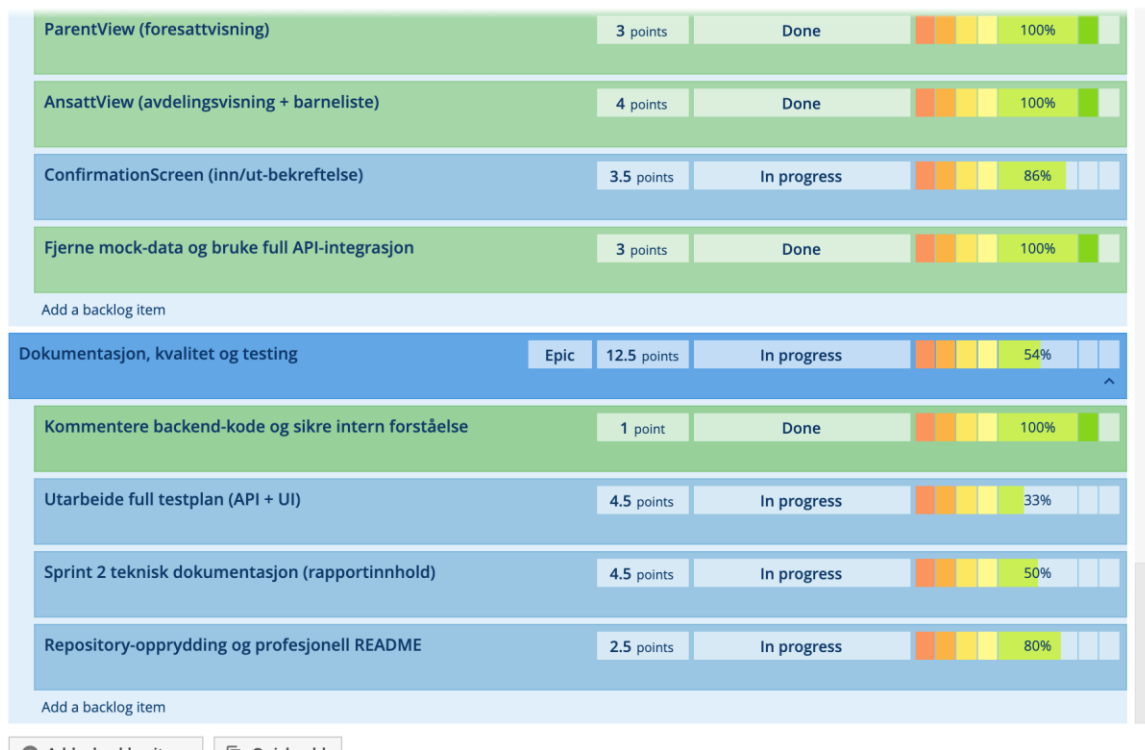 ParentView (foresattvisning) 3 points Done 100%
AnsattView (avdelingsvisning + barneliste) 4 points Done 100%
ConfirmationScreen (inn/ut-bekreftelse) 3.5 points In progress 86%
Fjerne mock-data og bruke full API-integrasjon 3 points Done 100%
Add a backlog item
Dokumentasjon, kvalitet og testing Epic 12.5 points In progress 54%
Kommentere backend-kode og sikre intern forståelse 1 point Done 100%
Utarbeide full testplan (API + UI) 4.5 points In progress 33%
Sprint 2 teknisk dokumentasjon (rapportinnhold) 4.5 points In progress 50%
Repository-opprydding og profesjonell README 2.5 points In progress 80%
Add a backlog item